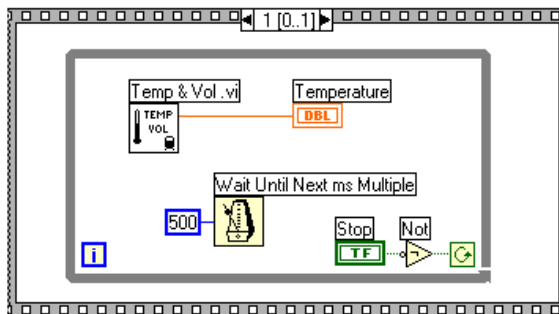 1 [0..1]
Temp & Vol .vi
Temperature
TEMP
VOL
DBL
Wait Until Next ms Multiple
500
Stop
Not
TF
i